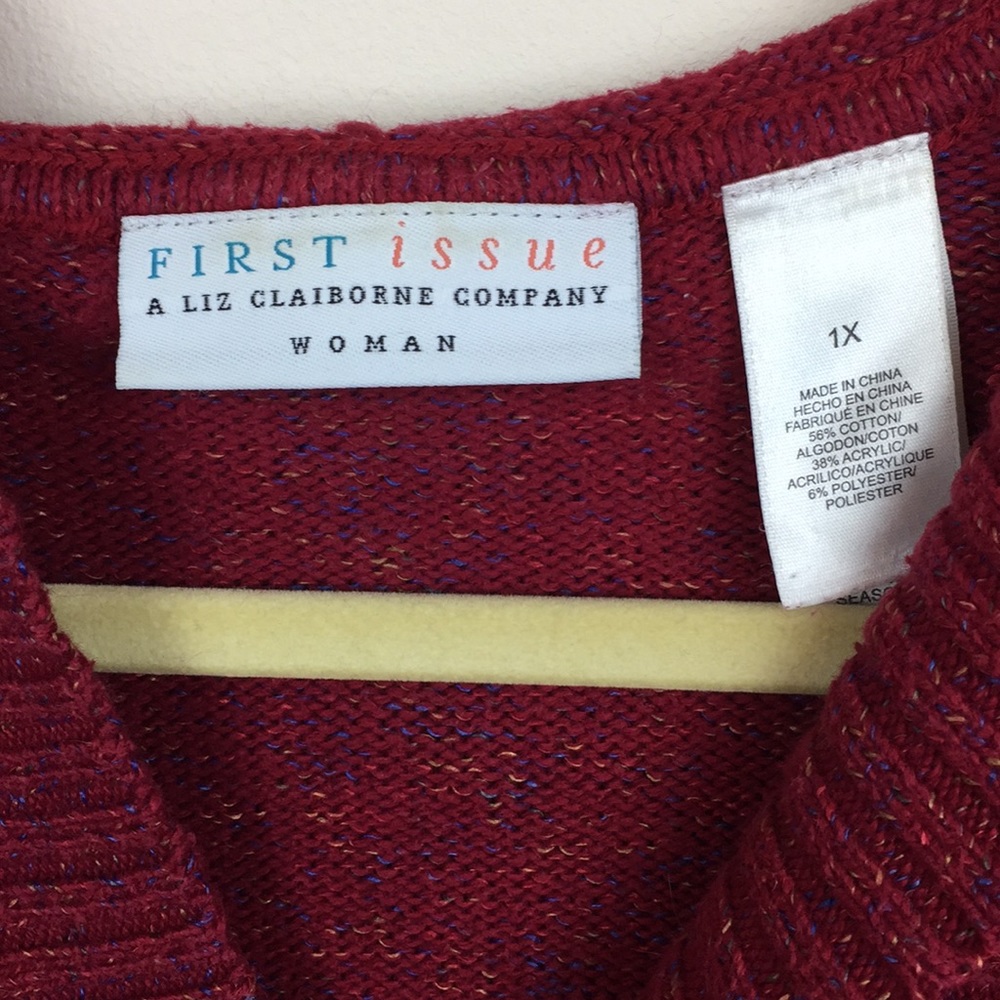 FIRST issue
A LIZ CLAIBORNE COMPANY
WOMAN
1X
MADE IN CHINA
HECHO EN CHINA
FABRIQUÉ EN CHINE
56% COTTON/
ALGODON/COTON
38% ACRYLIC/
ACRILICO/ACRYLIQUE
6% POLYESTER/
POLIESTER